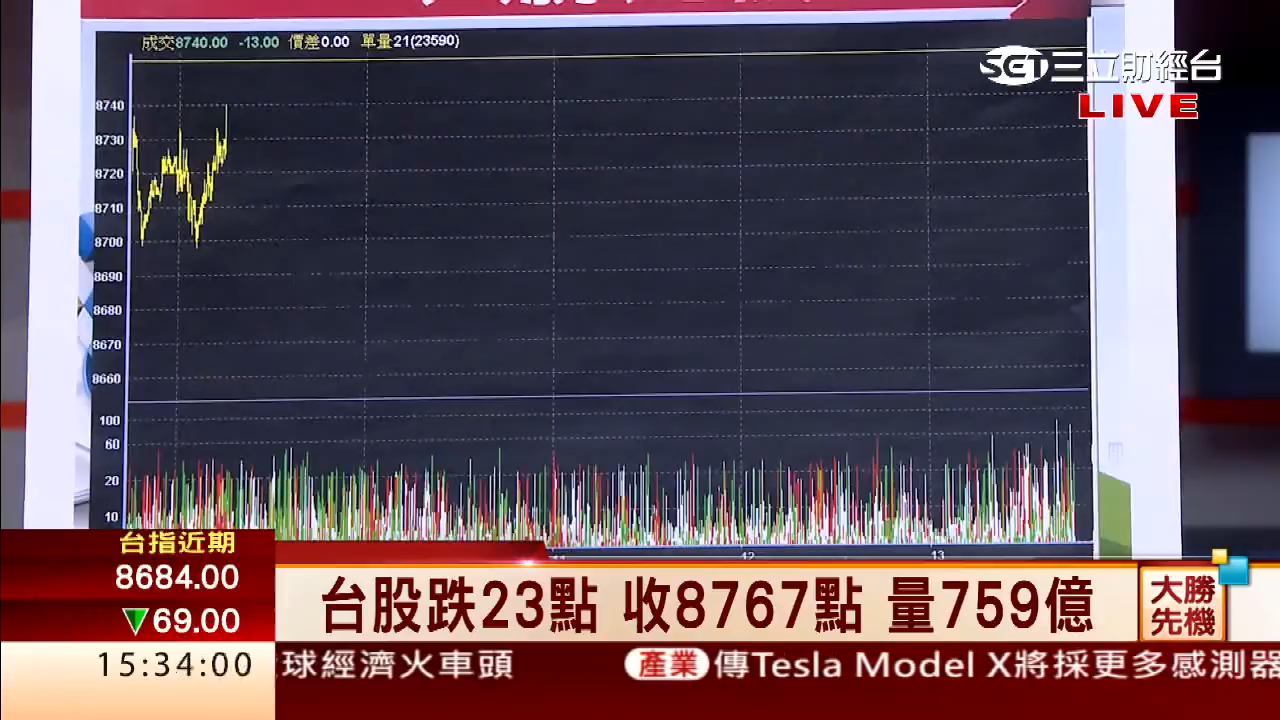 成交8740.00 -13.00 價差0.00 單量21(23590)
SET三立財經台
LIVE
8740
8730
8720
8710
8700
8690
8680
8670
8660
100
60
20
10
12
13
台指近期
8684.00
▼69.00
台股跌23點 收8767點 量759億
大勝
先機
15:34:00
球經濟火車頭 產業 傳Tesla Model X將採更多感測器